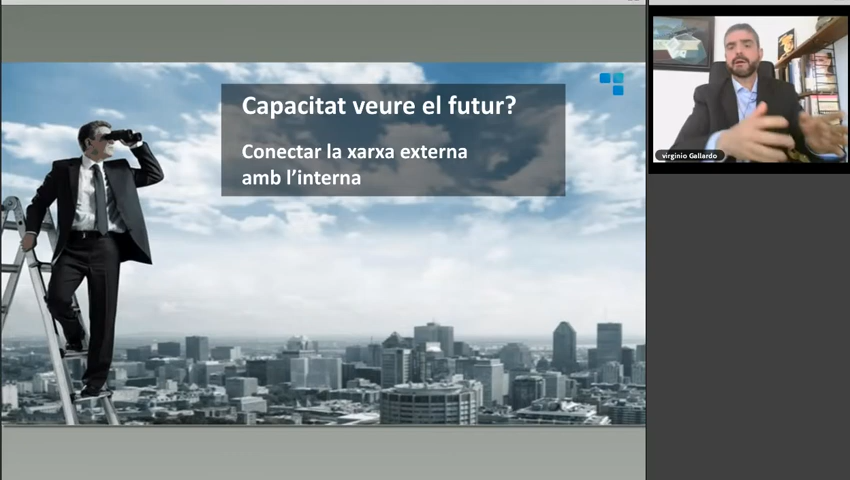 Capacitat veure el futur?
Conectar la xarxa externa
amb l'interna
virginio Gallardo